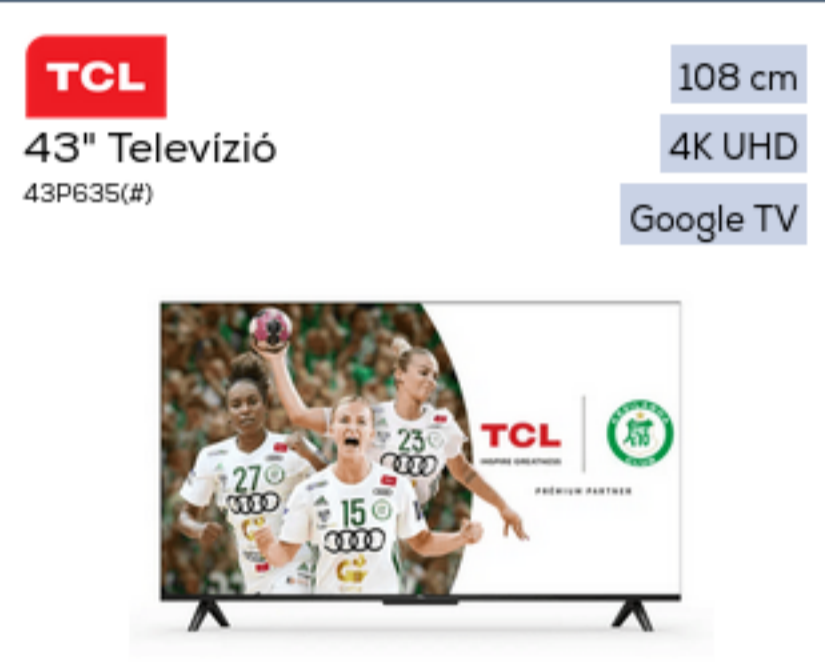 TCL
43" Televízió
43P635(#)
108 cm
4K UHD
Google TV
27
15
23
TCL
INSPIRE GREATNESS
PRÉMIUM PARTNER